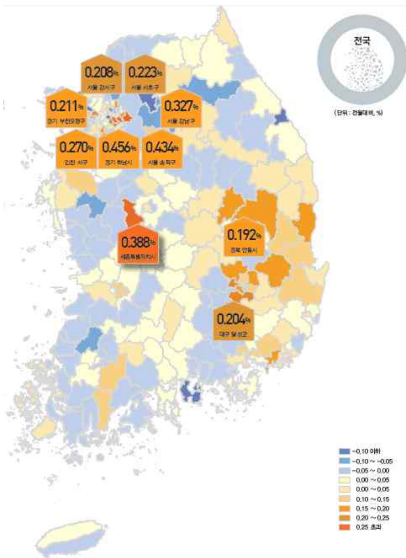 전국
(단위 : 전월대비, %)
0.208%
서울 강서구
0.223%
서울 서초구
0.211%
경기 부천오정구
0.327%
서울 강남구
0.270%
인천 서구
0.456%
경기 하남시
0.434%
서울 송파구
0.388%
세종특별자치시
0.192%
경북 안동시
0.204%
대구 달성군
-0.10 이하
-0.10 ~ -0.05
-0.05 ~ 0.00
0.00 ~ 0.05
0.00 ~ 0.05
0.10 ~ 0.15
0.15 ~ 0.20
0.20 ~ 0.25
0.25 초과